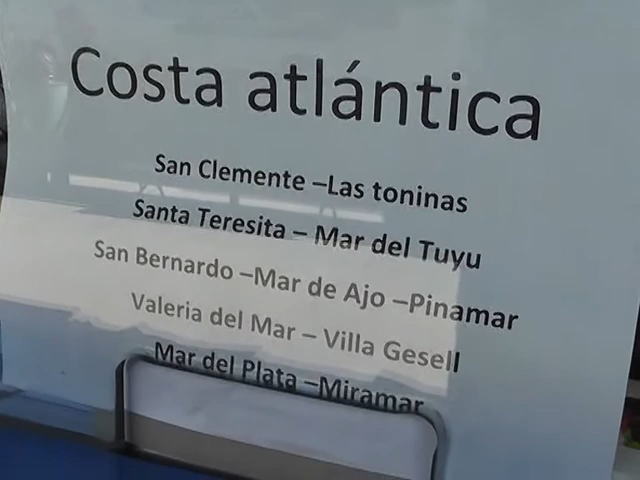 Costa atlántica
San Clemente –Las toninas
Santa Teresita – Mar del Tuyu
San Bernardo –Mar de Ajo –Pinamar
Valeria del Mar – Villa Gesell
Mar del Plata –Miramar